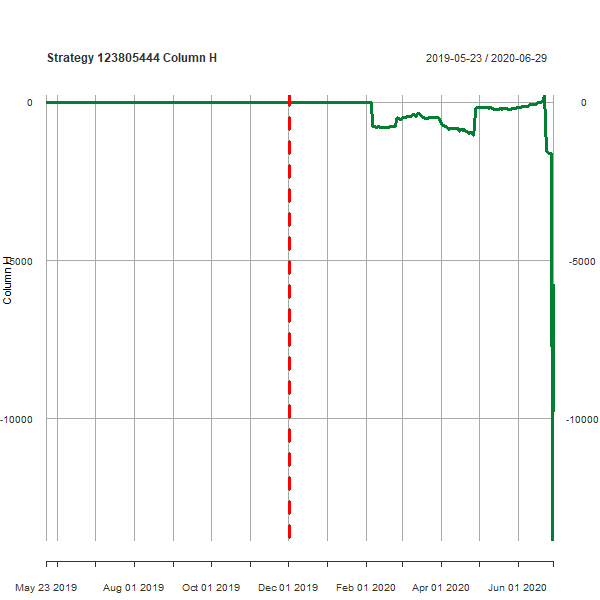 Strategy 123805444 Column H
2019-05-23 / 2020-06-29
0
0
-5000
-5000
Column H
-10000
-10000
May 23 2019
Aug 01 2019
Oct 01 2019
Dec 01 2019
Feb 01 2020
Apr 01 2020
Jun 01 2020